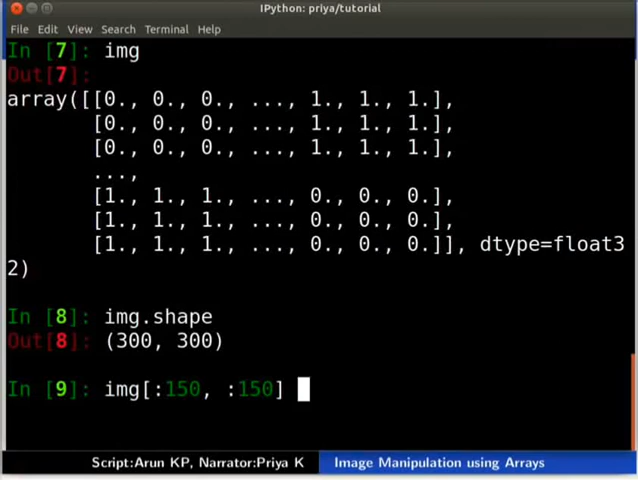 IPython: priya/tutorial
File Edit View Search Terminal Help
In [7]: img
Out[7]:
array([[0., 0., 0., ..., 1., 1., 1.],
[0., 0., 0., ..., 1., 1., 1.],
[0., 0., 0., ..., 1., 1., 1.],
...,
[1., 1., 1., ..., 0., 0., 0.],
[1., 1., 1., ..., 0., 0., 0.],
[1., 1., 1., ..., 0., 0., 0.]], dtype=float3
2)
In [8]: img.shape
Out[8]: (300, 300)
In [9]: img[:150, :150]
Script:Arun KP, Narrator:Priya K
Image Manipulation using Arrays